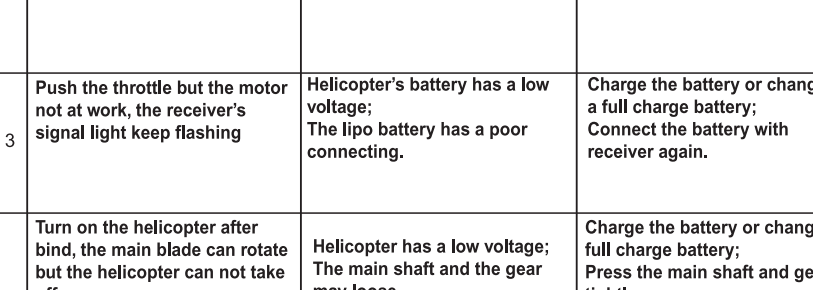 3
Push the throttle but the motor
not at work, the receiver's
signal light keep flashing
Helicopter's battery has a low
voltage;
The lipo battery has a poor
connecting.
Charge the battery or
a full charge battery;
Connect the battery with
receiver again.
Turn on the helicopter after
bind, the main blade can rotate
but the helicopter can not take
Helicopter has a low voltage;
The main shaft and the gear
may loose
Charge the battery or
full charge battery;
Press the main shaft and